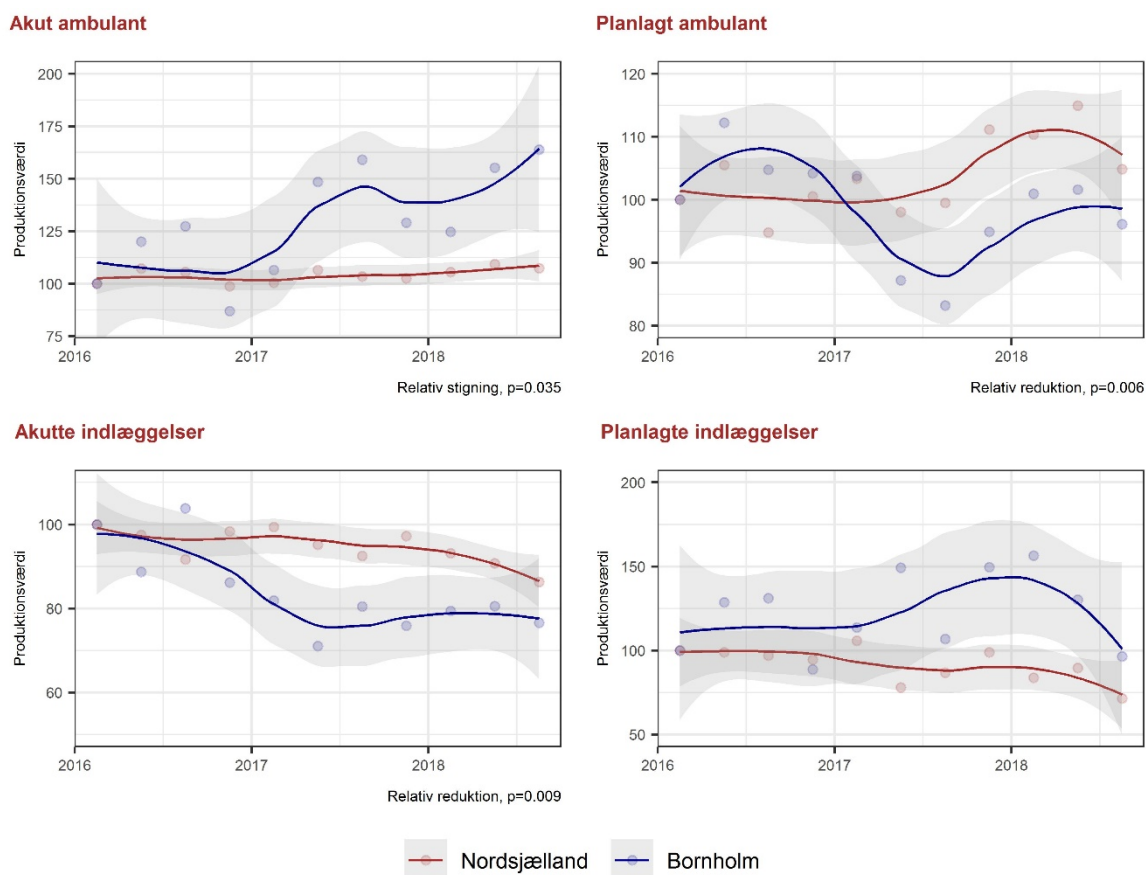 Akut ambulant
Produktionsværdi
200
175
150
125
100
75
2016
2017
2018
Relativ stigning, p=0.035
Planlagt ambulant
Produktionsværdi
120
110
100
90
80
2016
2017
2018
Relativ reduktion, p=0.006
Akutte indlæggelser
Produktionsværdi
100
80
60
2016
2017
2018
Relativ reduktion, p=0.009
Planlagte indlæggelser
Produktionsværdi
200
150
100
50
2016
2017
2018
Nordsjælland
Bornholm